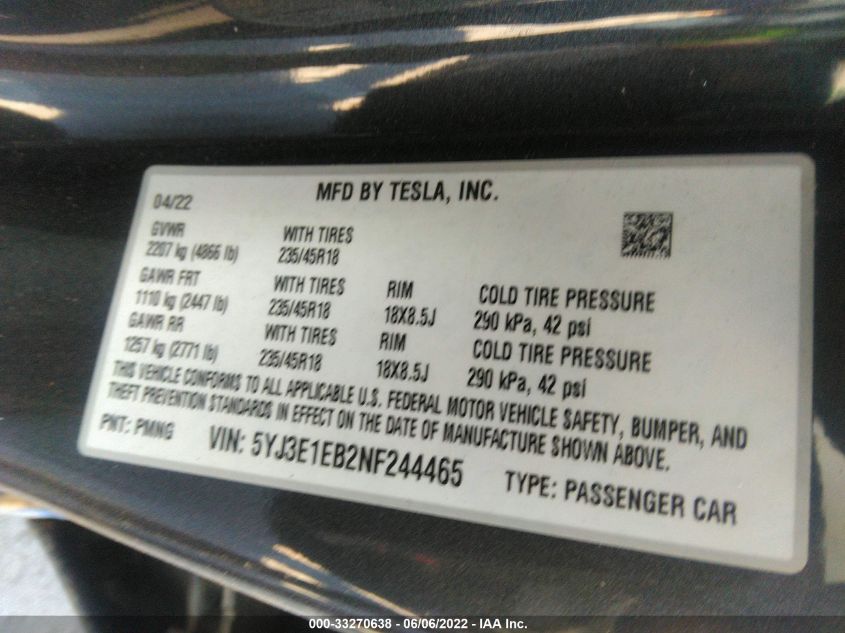 MFD BY TESLA, INC.
04/22
GVWR WITH TIRES
2207 kg (4866 lb) 235/45R18
GAWR FRT WITH TIRES RIM COLD TIRE PRESSURE
1110 kg (2447 lb) 235/45R18 18X8.5J 290 kPa, 42 psi
GAWR RR WITH TIRES RIM COLD TIRE PRESSURE
1257 kg (2771 lb) 235/45R18 18X8.5J 290 kPa, 42 psi
THIS VEHICLE CONFORMS TO ALL APPLICABLE U.S. FEDERAL MOTOR VEHICLE SAFETY, BUMPER, AND
THEFT PREVENTION STANDARDS IN EFFECT ON THE DATE OF MANUFACTURE SHOWN ABOVE.
PNT: PMNG VIN: 5YJ3E1EB2NF244465 TYPE: PASSENGER CAR
000-33270638 - 06/06/2022 - IAA Inc.